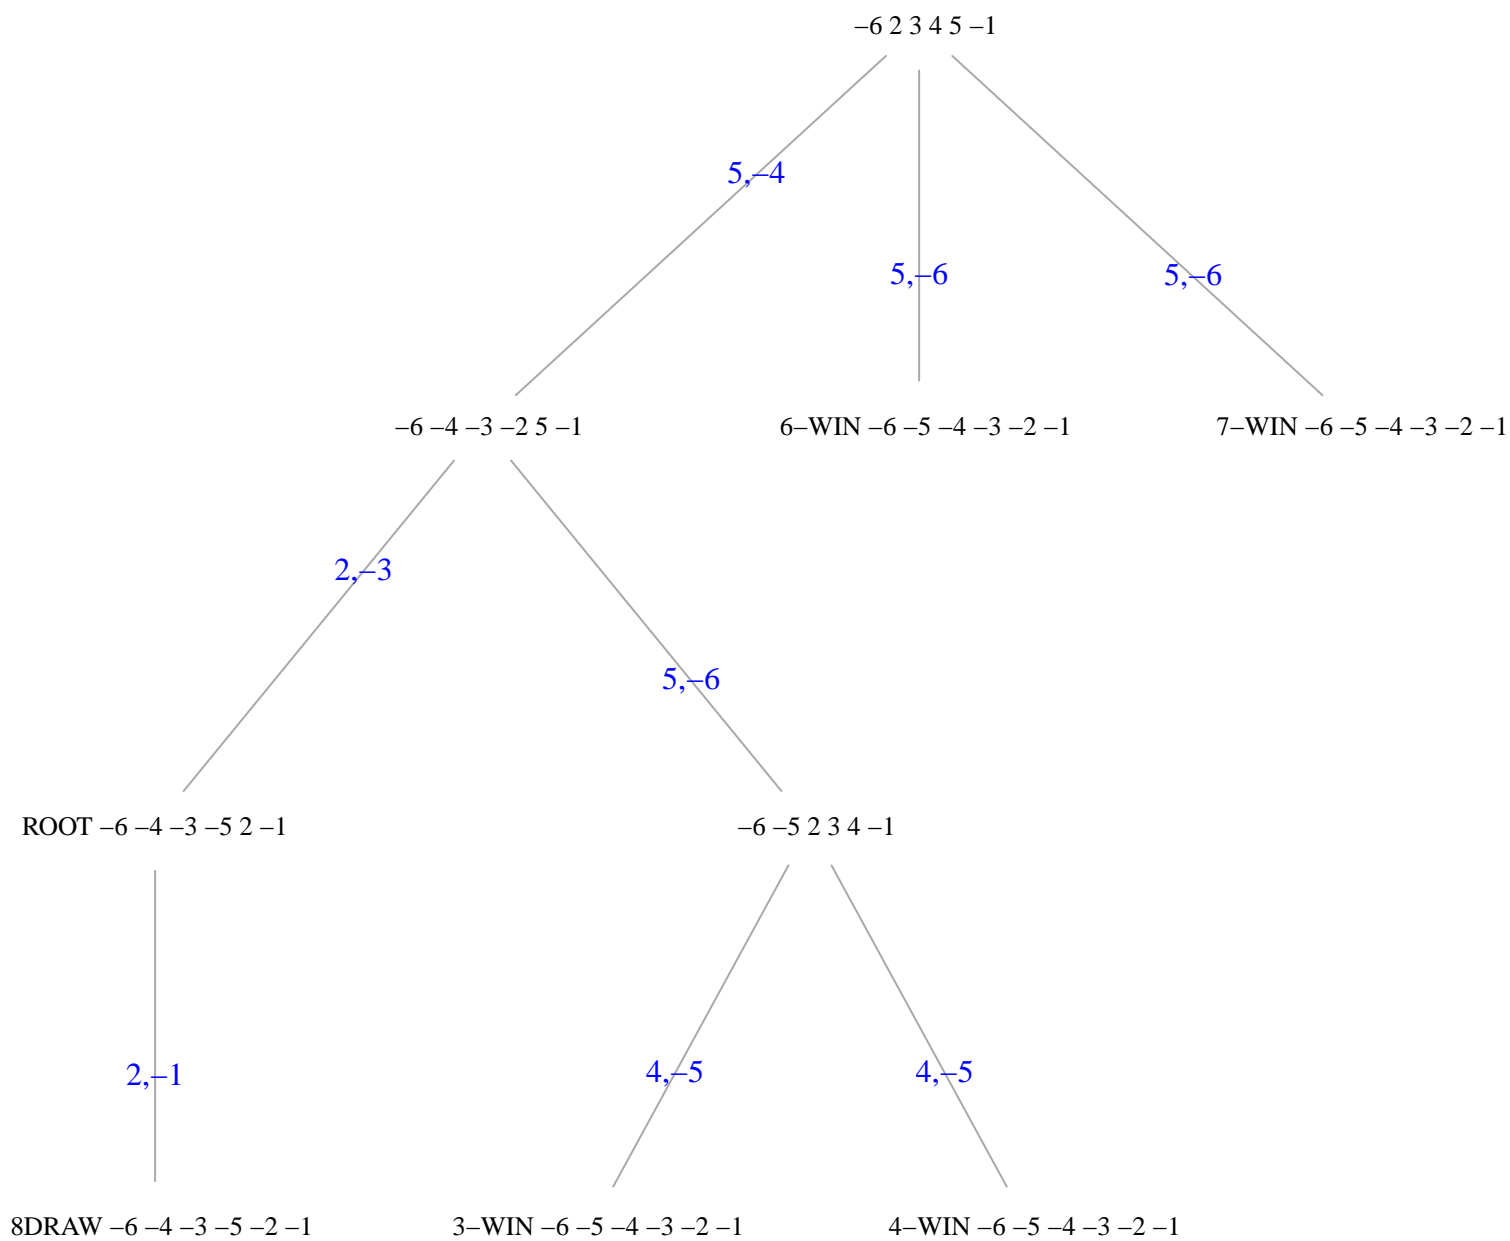 –6 2 3 4 5 –1
5,–4
5,–6
5,–6
–6 –4 –3 –2 5 –1
6–WIN –6 –5 –4 –3 –2 –1
7–WIN –6 –5 –4 –3 –2 –1
2,–3
5,–6
ROOT –6 –4 –3 –5 2 –1
–6 –5 2 3 4 –1
2,–1
4,–5
4,–5
8DRAW –6 –4 –3 –5 –2 –1
3–WIN –6 –5 –4 –3 –2 –1
4–WIN –6 –5 –4 –3 –2 –1